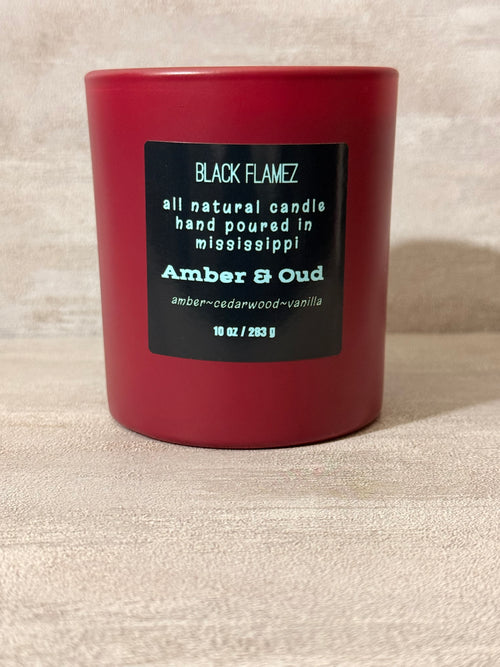 BLACK FLAMEZ
all natural candle
hand poured in
mississippi
Amber & Oud
amber~cedarwood~vanilla
10 oz / 283 g